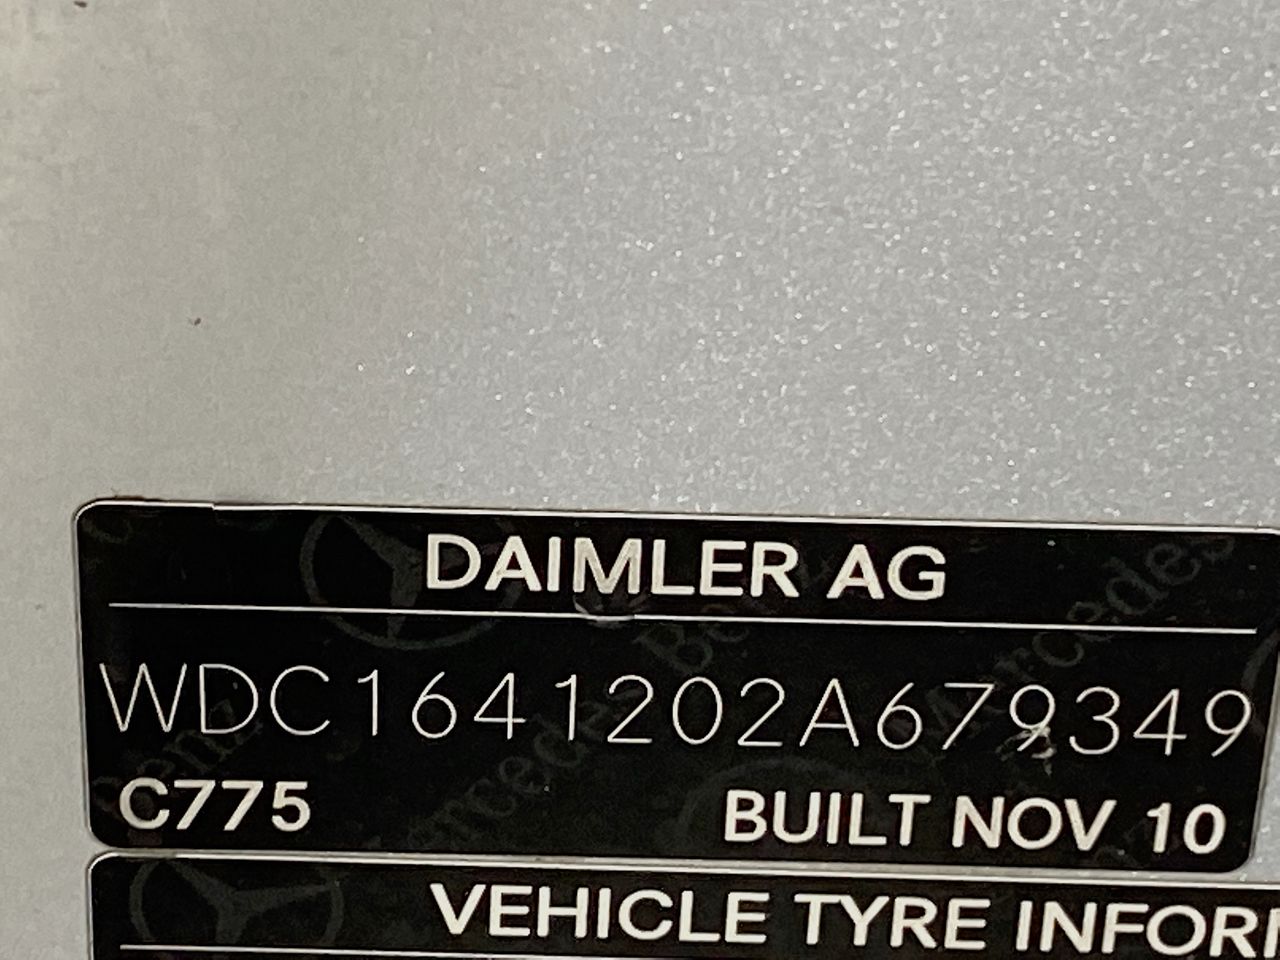 DAIMLER AG
WDC1641202A679349
C775 BUILT NOV 10
VEHICLE TYRE INFOR